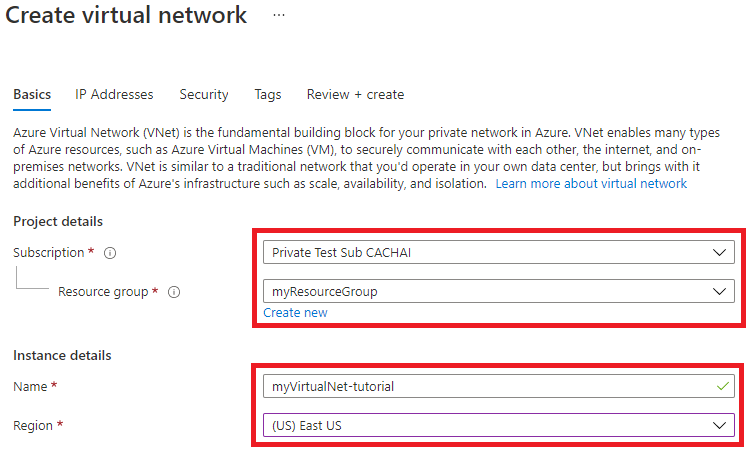 Create virtual network ...
Basics IP Addresses Security Tags Review + create
Azure Virtual Network (VNet) is the fundamental building block for your private network in Azure. VNet enables many types
of Azure resources, such as Azure Virtual Machines (VM), to securely communicate with each other, the internet, and on-
premises networks. VNet is similar to a traditional network that you'd operate in your own data center, but brings with it
additional benefits of Azure's infrastructure such as scale, availability, and isolation. Learn more about virtual network
Project details
Subscription * Private Test Sub CACHAI
Resource group * myResourceGroup
Create new
Instance details
Name * myVirtualNet-tutorial
Region * (US) East US